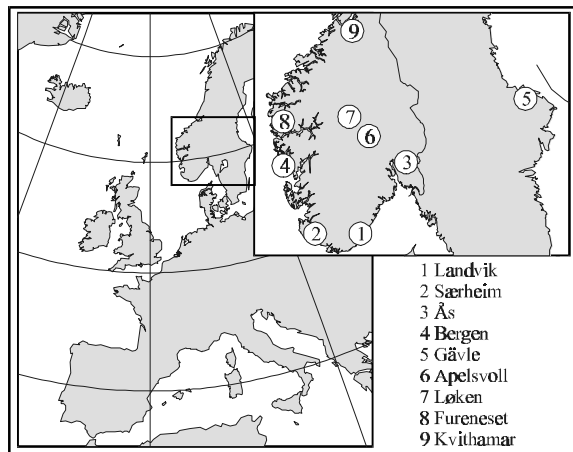 9
5
7
8
6
4
3
2
1
1 Landvik
2 Særheim
3 Ås
4 Bergen
5 Gävle
6 Apelsvoll
7 Løken
8 Fureneset
9 Kvithamar